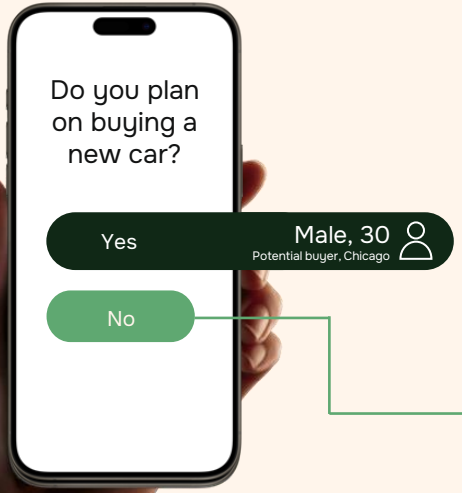 Do you plan
on buying a
new car?
Yes
Male, 30
Potential buyer, Chicago
No